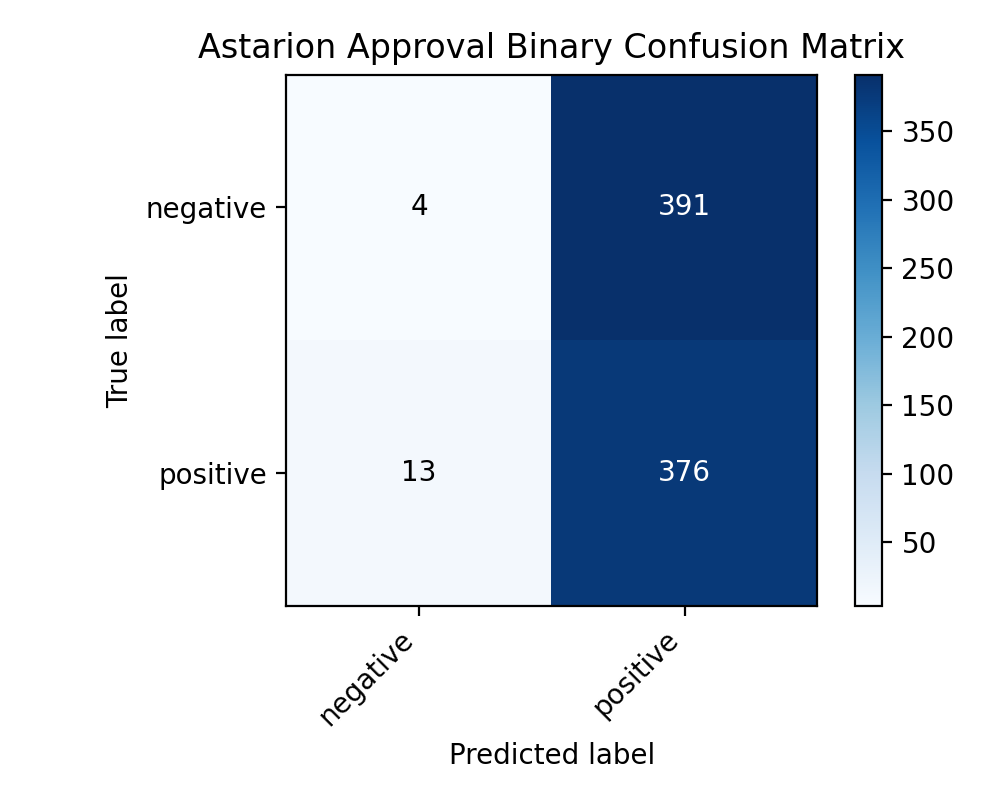 Astarion Approval Binary Confusion Matrix
negative
positive
True label
4
391
13
376
negative
positive
Predicted label
350
300
250
200
150
100
50